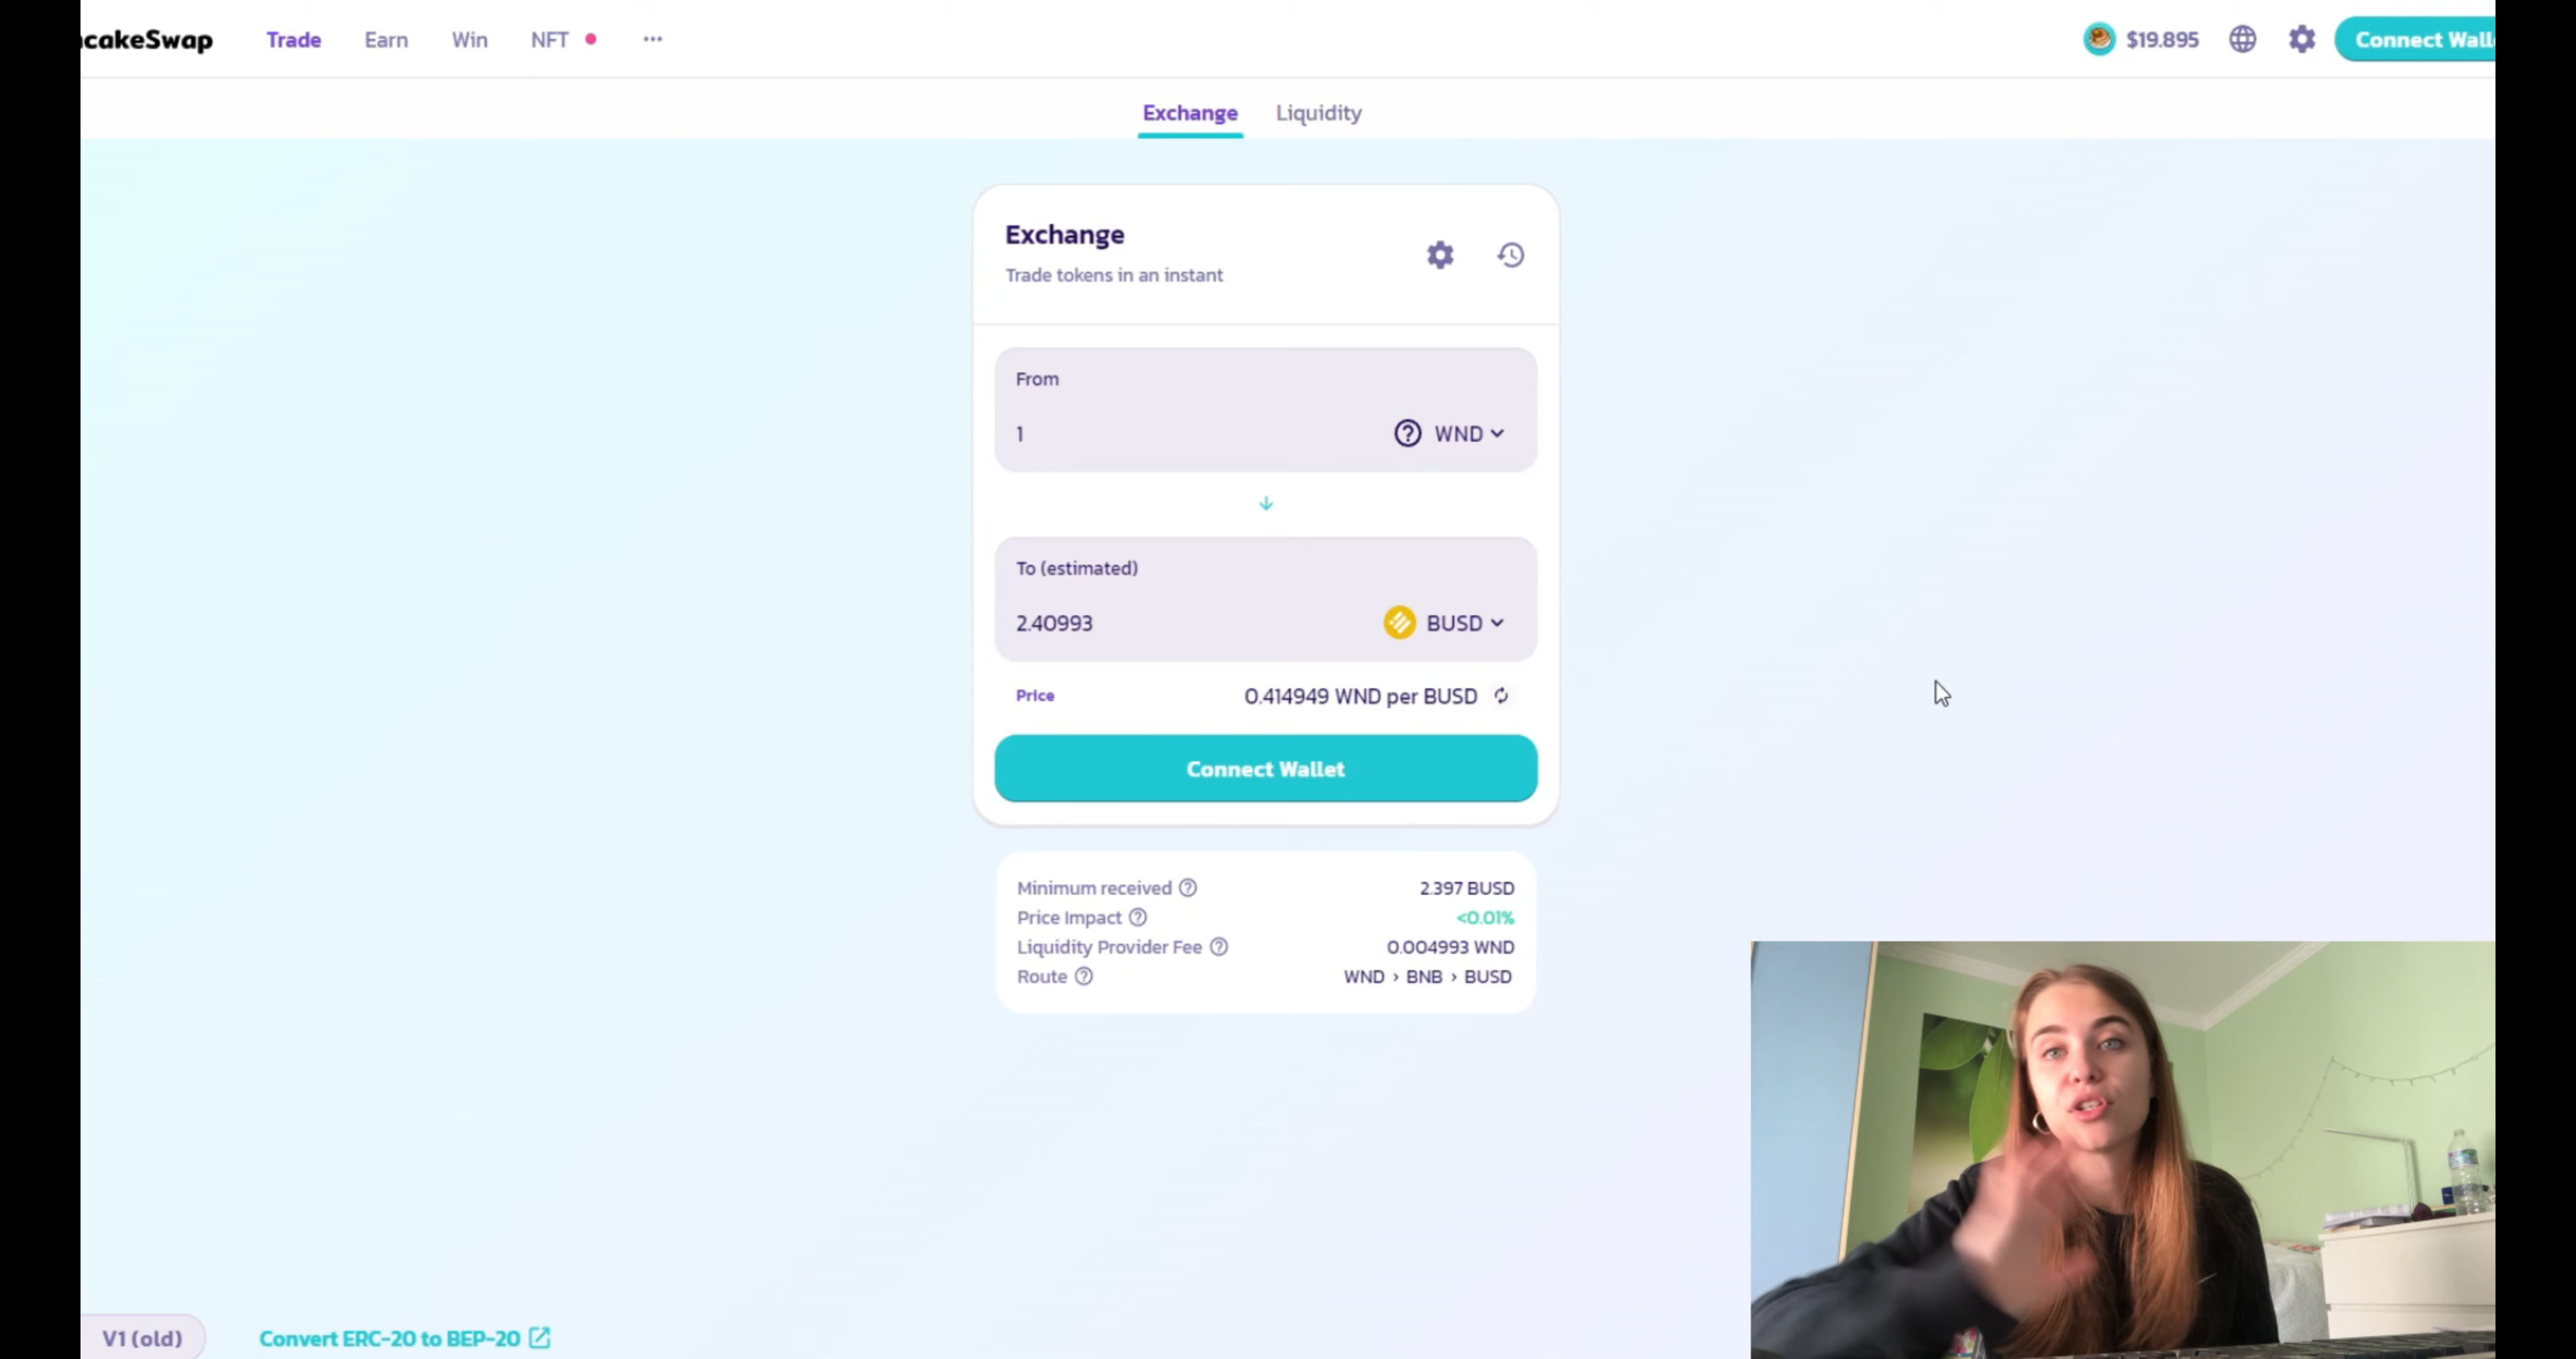 cakeSwap Trade Earn Win NFT $19.895 Connect Wall
Exchange Liquidity
Exchange
Trade tokens in an instant
From
1 WND
To (estimated)
2.40993 BUSD
Price 0.414949 WND per BUSD
Connect Wallet
Minimum received 2.397 BUSD
Price Impact <0.01%
Liquidity Provider Fee 0.004993 WND
Route WND > BNB > BUSD
V1 (old) Convert ERC-20 to BEP-20